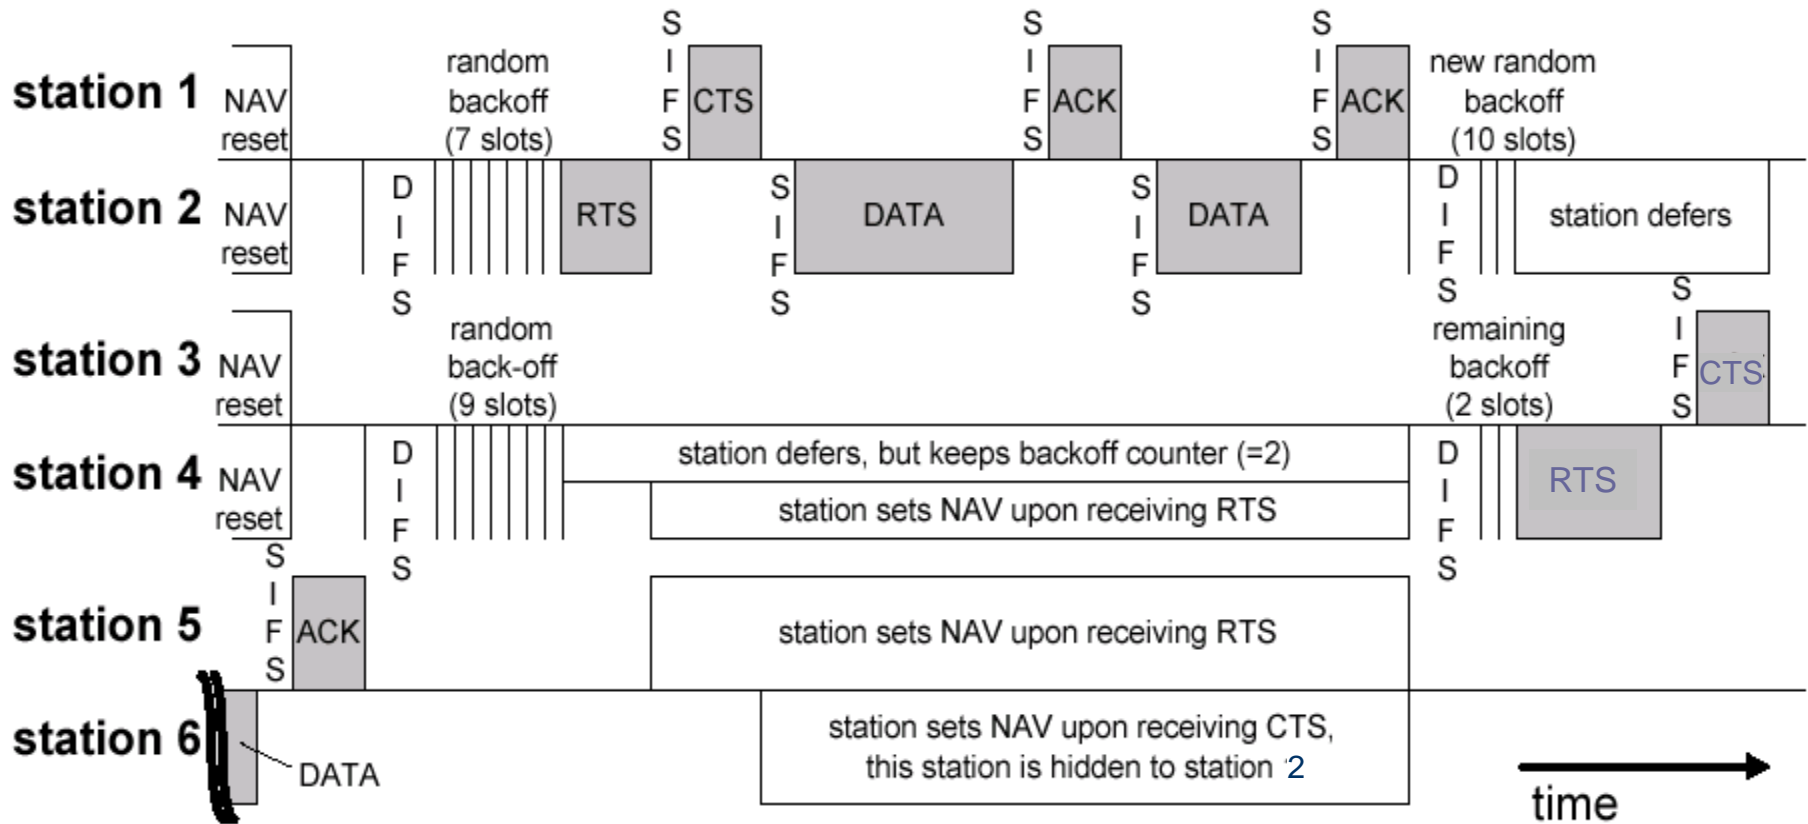 S
I
F
S
S
I
F
S
S
I
F
S
station 1
NAV
reset
random
backoff
(7 slots)
CTS
ACK
ACK
new random
backoff
(10 slots)
station 2
NAV
reset
D
I
F
S
RTS
S
I
F
S
DATA
S
I
F
S
DATA
D
I
F
S
station defers
station 3
NAV
reset
random
back-off
(9 slots)
remaining
backoff
(2 slots)
S
I
F
S
CTS
station 4
NAV
reset
D
I
F
S
station defers, but keeps backoff counter (=2)
station sets NAV upon receiving RTS
D
I
F
S
RTS
station 5
S
I
F
S
ACK
station sets NAV upon receiving RTS
station 6
DATA
station sets NAV upon receiving CTS,
this station is hidden to station 2
time